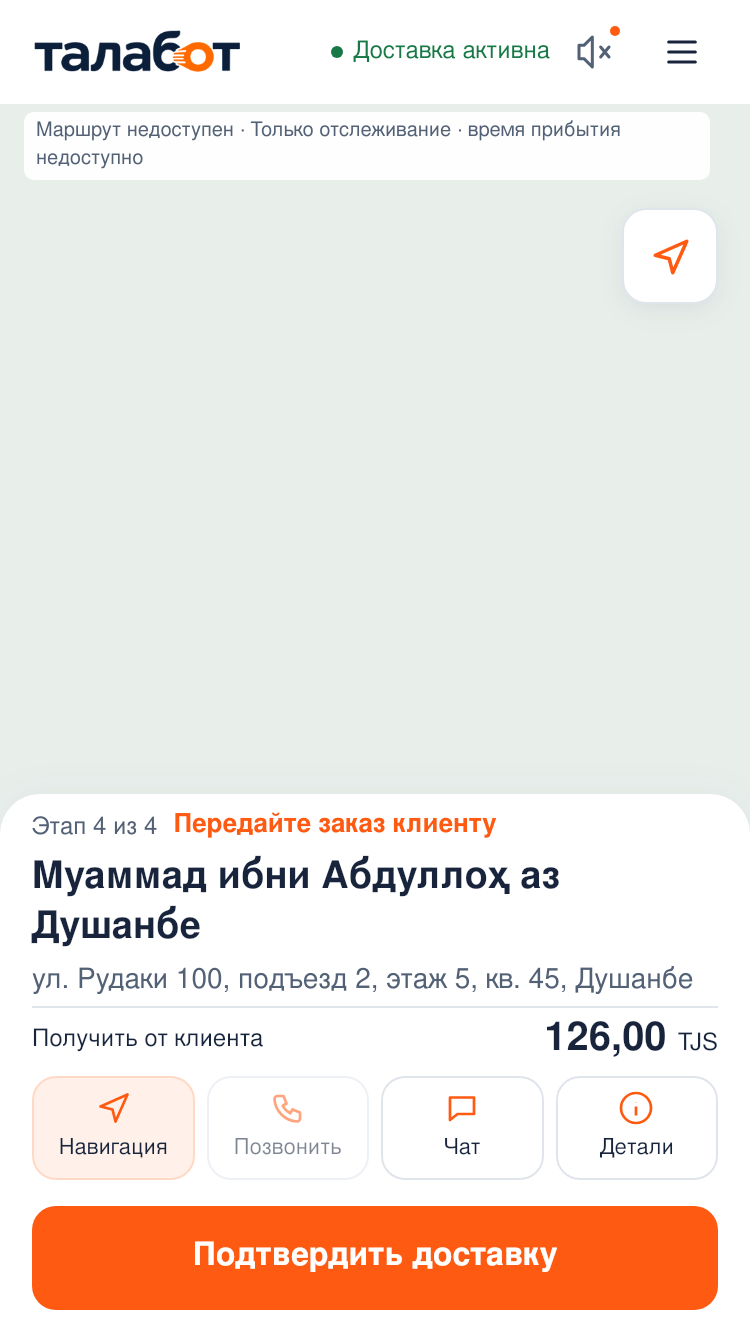 талабот
Доставка активна
Маршрут недоступен · Только отслеживание · время прибытия
недоступно
Этап 4 из 4 Передайте заказ клиенту
Муаммад ибни Абдуллоҳ аз
Душанбе
ул. Рудаки 100, подъезд 2, этаж 5, кв. 45, Душанбе
Получить от клиента 126,00 TJS
Навигация Позвонить Чат Детали
Подтвердить доставку